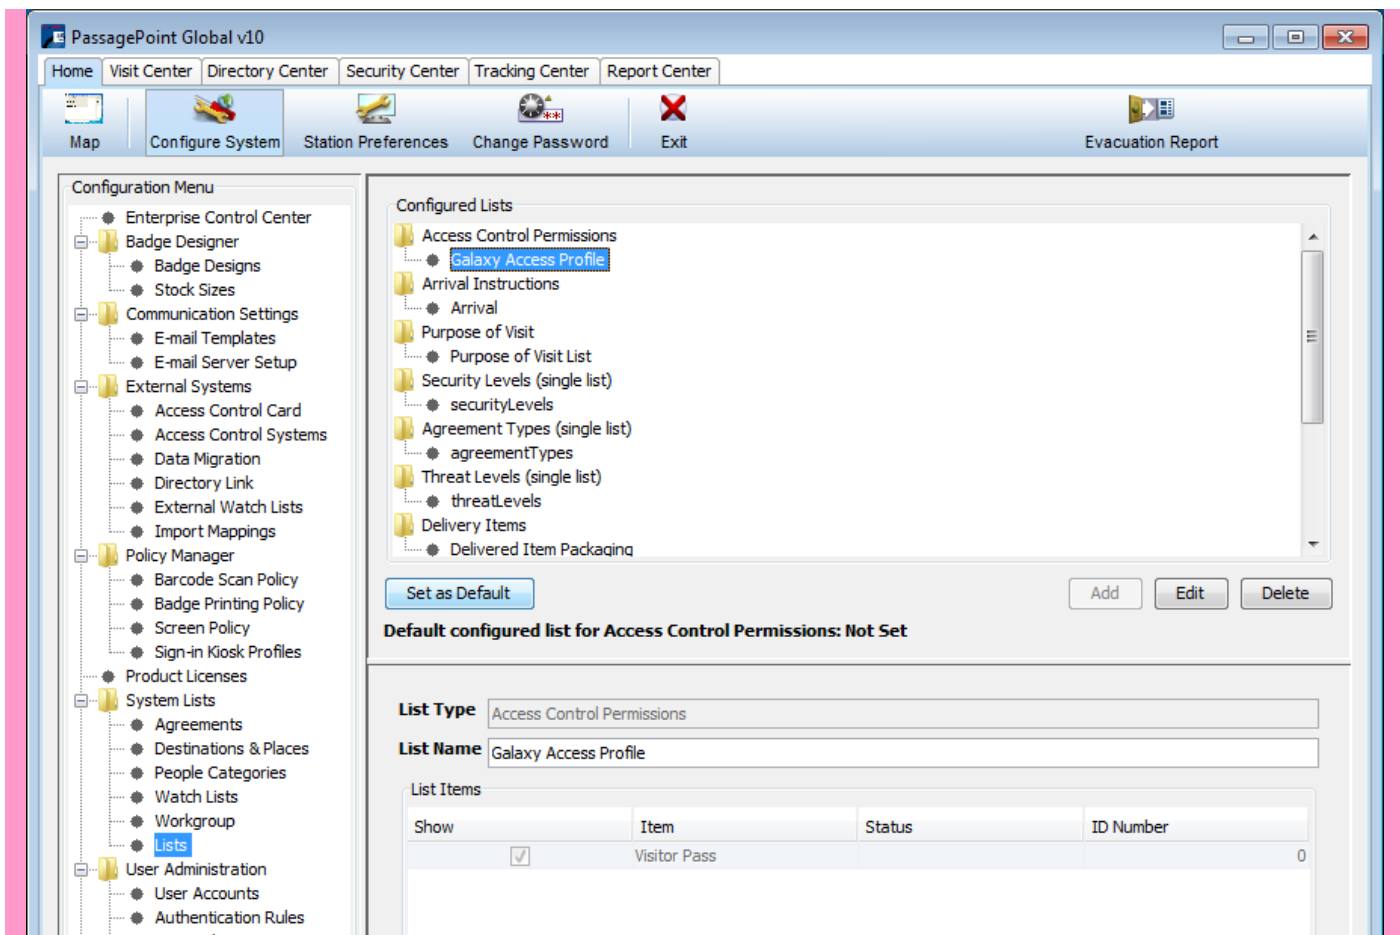 PassagePoint Global v10
Home Visit Center Directory Center Security Center Tracking Center Report Center
Map Configure System Station Preferences Change Password Exit Evacuation Report
Configuration Menu
Enterprise Control Center
Badge Designer
Badge Designs
Stock Sizes
Communication Settings
E-mail Templates
E-mail Server Setup
External Systems
Access Control Card
Access Control Systems
Data Migration
Directory Link
External Watch Lists
Import Mappings
Policy Manager
Barcode Scan Policy
Badge Printing Policy
Screen Policy
Sign-in Kiosk Profiles
Product Licenses
System Lists
Agreements
Destinations & Places
People Categories
Watch Lists
Workgroup
Lists
User Administration
User Accounts
Authentication Rules
Configured Lists
Access Control Permissions
Galaxy Access Profile
Arrival Instructions
Arrival
Purpose of Visit
Purpose of Visit List
Security Levels (single list)
securityLevels
Agreement Types (single list)
agreementTypes
Threat Levels (single list)
threatLevels
Delivery Items
Delivered Item Packaging
Set as Default Add Edit Delete
Default configured list for Access Control Permissions: Not Set
List Type Access Control Permissions
List Name Galaxy Access Profile
List Items
Show Item Status ID Number
Visitor Pass 0